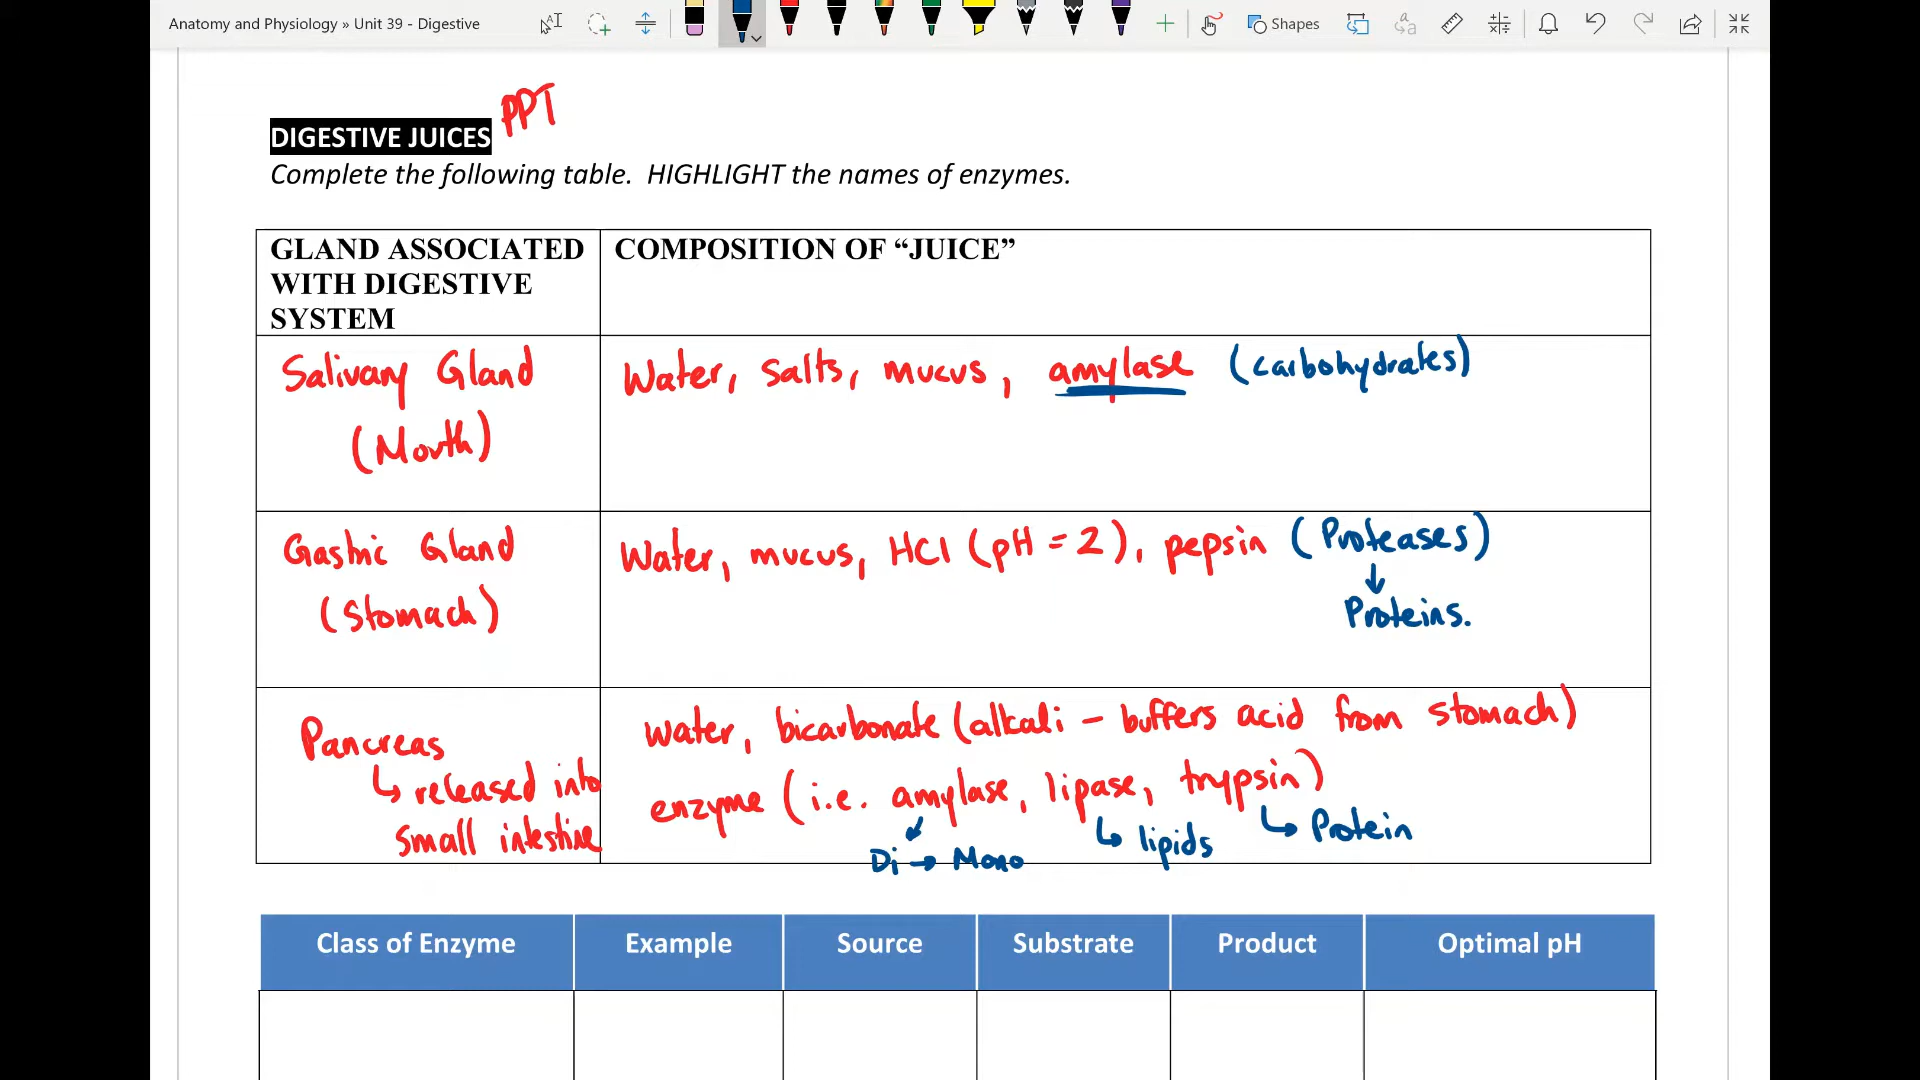 Anatomy and Physiology » Unit 39 - Digestive
Shapes
PPT
DIGESTIVE JUICES
Complete the following table. HIGHLIGHT the names of enzymes.
GLAND ASSOCIATED WITH DIGESTIVE SYSTEM
COMPOSITION OF “JUICE”
Salivary Gland
(Mouth)
Water, salts, mucus, amylase (carbohydrates)
Gastric Gland
(stomach)
Water, mucus, HCl (pH = 2), pepsin (Proteases)
↓
Proteins.
Pancreas
↳ released into
small intestine
Water, bicarbonate (alkali – buffers acid from stomach)
enzyme (i.e. amylase, lipase, trypsin)
Di → Mono
↳ lipids
↳ Protein
Class of Enzyme
Example
Source
Substrate
Product
Optimal pH